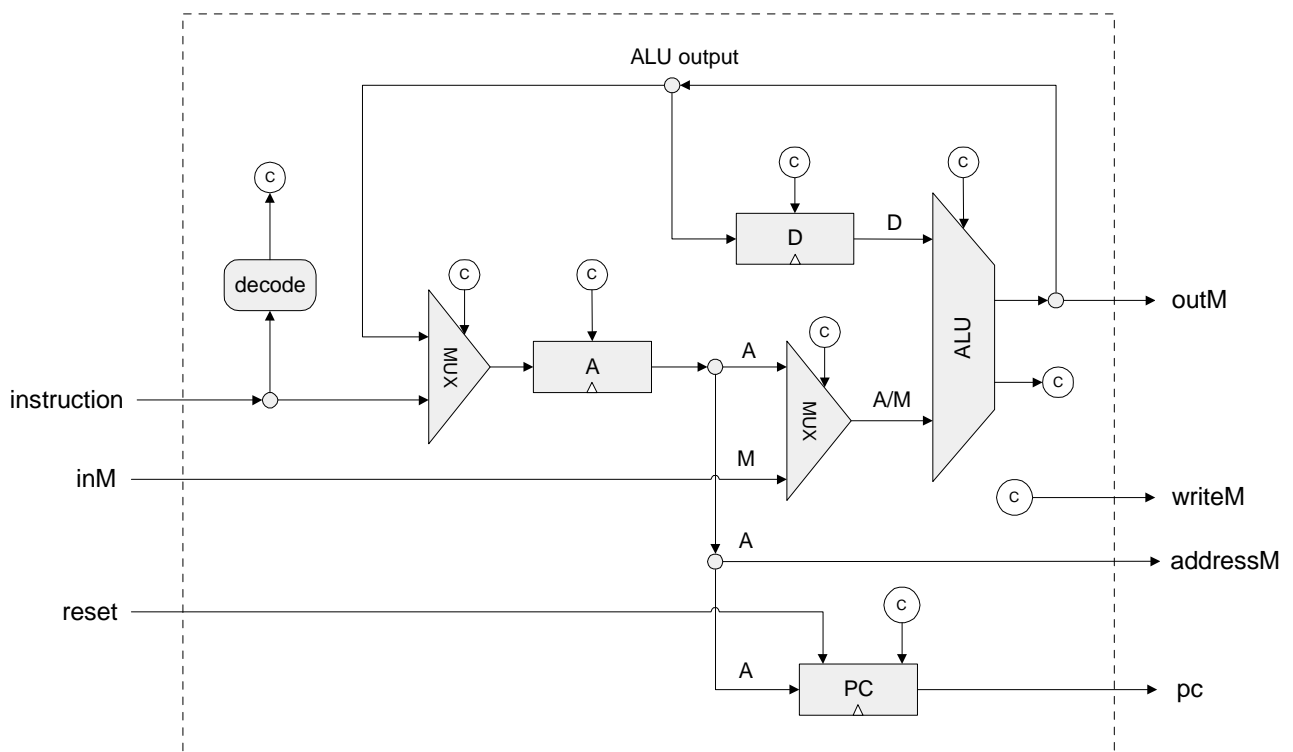 ALU output
C
C
C
D
D
decode
C
C
outM
ALU
C
MUX
A
A
MUX
A/M
C
instruction
M
inM
C
writeM
A
addressM
reset
C
A
PC
pc